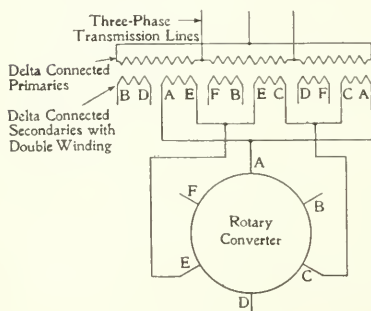 Three-Phase
Transmission Lines
Delta Connected
Primaries
B D A E F B E C D F C A
Delta Connected
Secondaries with
Double Winding
A
F
B
Rotary
Converter
E
C
D